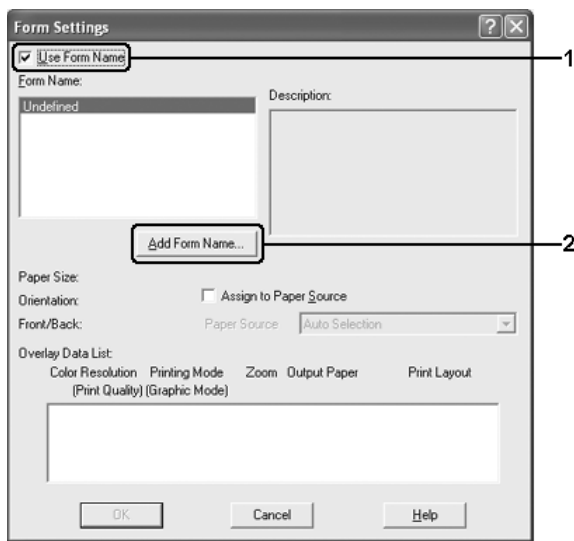 Form Settings
Use Form Name
1
Form Name:
Description:
Undefined
Add Form Name...
2
Paper Size:
Orientation:
Assign to Paper Source
Front/Back:
Paper Source
Auto Selection
Overlay Data List:
Color Resolution Printing Mode Zoom Output Paper Print Layout
(Print Quality) (Graphic Mode)
OK
Cancel
Help